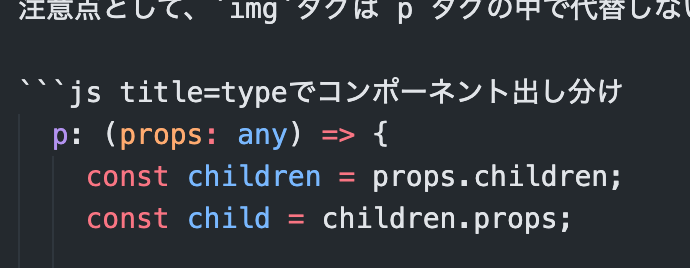 注意点として、`img`タグは p タグの中で代替しない
```js title=typeでコンポーネント出し分け
p: (props: any) => {
const children = props.children;
const child = children.props;